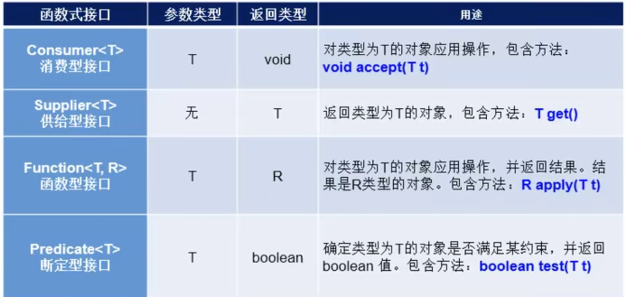 函数式接口 参数类型 返回类型 用途
Consumer<T>
消费型接口
T
void
对类型为T的对象应用操作，包含方法：
void accept(T t)
Supplier<T>
供给型接口
无
T
返回类型为T的对象，包含方法：T get()
Function<T, R>
函数型接口
T
R
对类型为T的对象应用操作，并返回结果。结
果是R类型的对象。包含方法：R apply(T t)
Predicate<T>
断定型接口
T
boolean
确定类型为T的对象是否满足某约束，并返回
boolean 值。包含方法：boolean test(T t)